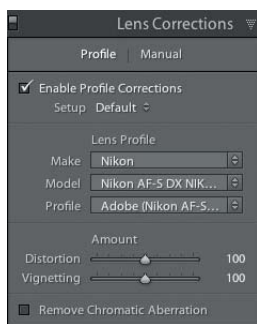 Lens Corrections
Profile | Manual
Enable Profile Corrections
Setup Default
Lens Profile
Make Nikon
Model Nikon AF-S DX NIK...
Profile Adobe (Nikon AF-S...
Amount
Distortion 100
Vignetting 100
Remove Chromatic Aberration